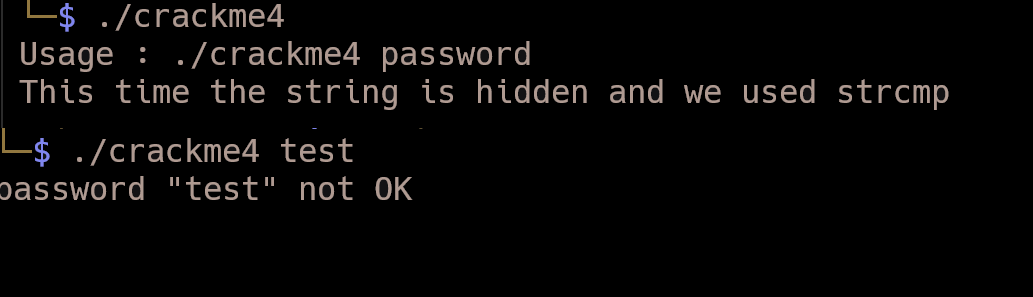 └─$ ./crackme4
Usage : ./crackme4 password
This time the string is hidden and we used strcmp
└─$ ./crackme4 test
password "test" not OK